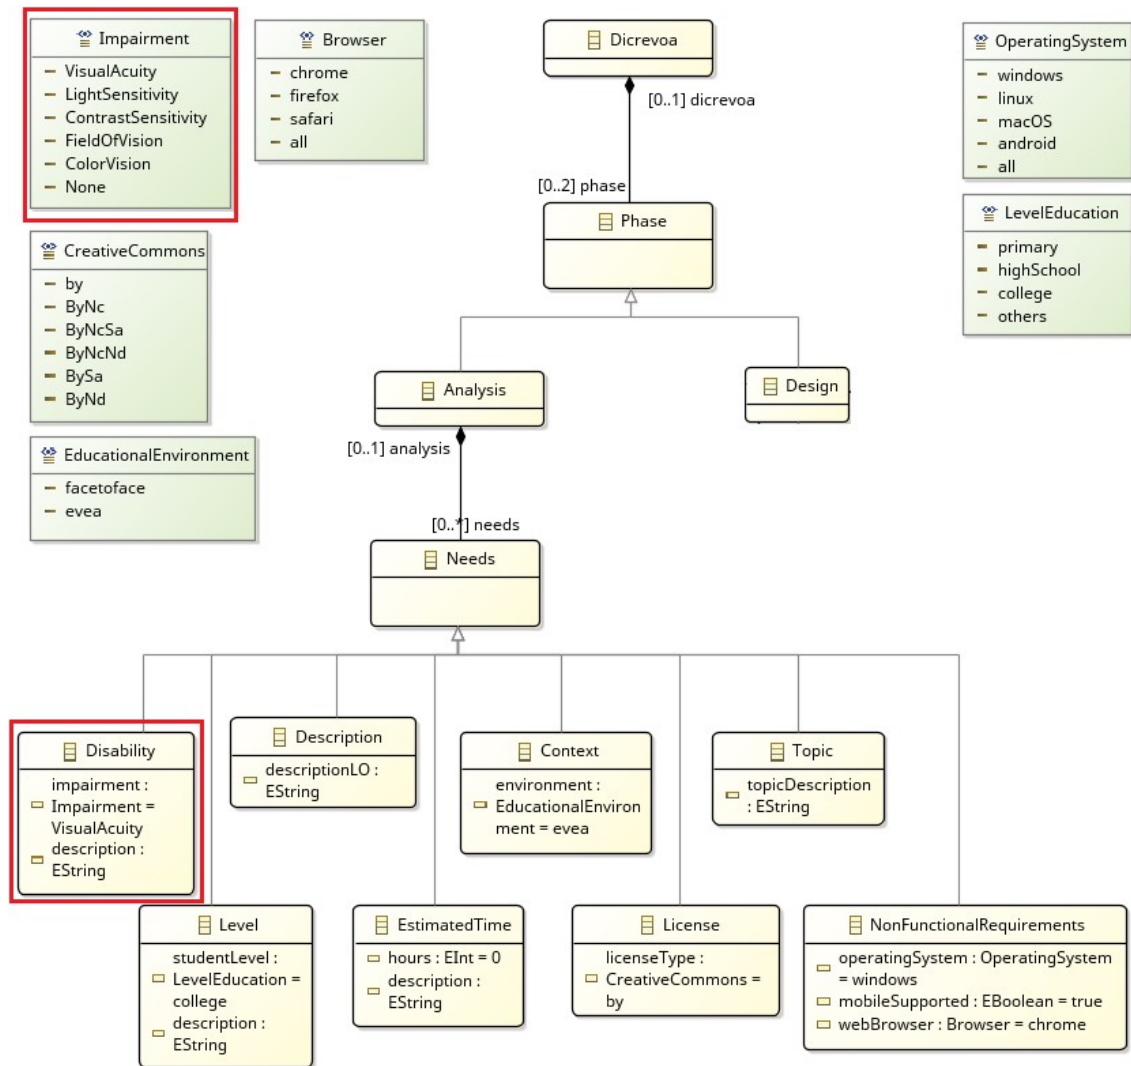 Impairment
VisualAcuity
LightSensitivity
ContrastSensitivity
FieldOfVision
ColorVision
None
Browser
chrome
firefox
safari
all
Dicrevoa
[0..1] dicrevoa
[0..2] phase
Phase
OperatingSystem
windows
linux
macOS
android
all
LevelEducation
primary
highSchool
college
others
CreativeCommons
by
ByNc
ByNcSa
ByNcNd
BySa
ByNd
EducationalEnvironment
facetoface
evea
Analysis
Design
[0..1] analysis
[0..*] needs
Needs
Disability
impairment :
Impairment =
VisualAcuity
description :
EString
Description
descriptionLO :
EString
Context
environment :
EducationalEnviron
ment = evea
Topic
topicDescription
: EString
Level
studentLevel :
LevelEducation =
college
description :
EString
EstimatedTime
hours : EInt = 0
description :
EString
License
licenseType :
CreativeCommons =
by
NonFunctionalRequirements
operatingSystem : OperatingSystem
= windows
mobileSupported : EBoolean = true
webBrowser : Browser = chrome